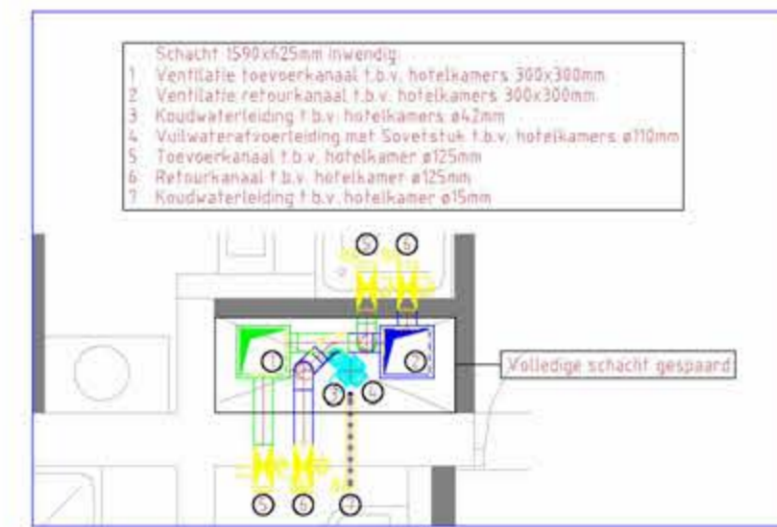 Schacht 1590x625mm inwendig
1 Ventilatie toevoerkanaal t.b.v. hotelkamers 300x300mm
2 Ventilatie retourkanaal t.b.v. hotelkamers 300x300mm
3 Koudwaterleiding t.b.v. hotelkamers ø42mm
4 Vuilwaterafvoerleiding met Sovetstuk t.b.v. hotelkamers ø110mm
5 Toevoerkanaal t.b.v. hotelkamer ø125mm
6 Retourkanaal t.b.v. hotelkamer ø125mm
7 Koudwaterleiding t.b.v. hotelkamer ø15mm
5 6
1 2
Volledige schacht gespaard
3 4
5 6 7